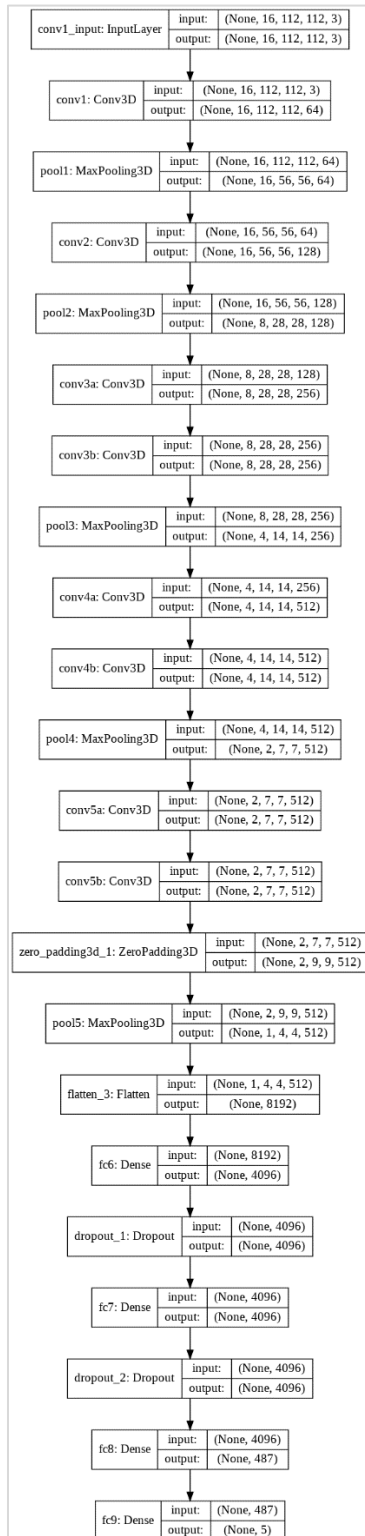 conv1_input: InputLayer
input: (None, 16, 112, 112, 3)
output: (None, 16, 112, 112, 3)
conv1: Conv3D
input: (None, 16, 112, 112, 3)
output: (None, 16, 112, 112, 64)
pool1: MaxPooling3D
input: (None, 16, 112, 112, 64)
output: (None, 16, 56, 56, 64)
conv2: Conv3D
input: (None, 16, 56, 56, 64)
output: (None, 16, 56, 56, 128)
pool2: MaxPooling3D
input: (None, 16, 56, 56, 128)
output: (None, 8, 28, 28, 128)
conv3a: Conv3D
input: (None, 8, 28, 28, 128)
output: (None, 8, 28, 28, 256)
conv3b: Conv3D
input: (None, 8, 28, 28, 256)
output: (None, 8, 28, 28, 256)
pool3: MaxPooling3D
input: (None, 8, 28, 28, 256)
output: (None, 4, 14, 14, 256)
conv4a: Conv3D
input: (None, 4, 14, 14, 256)
output: (None, 4, 14, 14, 512)
conv4b: Conv3D
input: (None, 4, 14, 14, 512)
output: (None, 4, 14, 14, 512)
pool4: MaxPooling3D
input: (None, 4, 14, 14, 512)
output: (None, 2, 7, 7, 512)
conv5a: Conv3D
input: (None, 2, 7, 7, 512)
output: (None, 2, 7, 7, 512)
conv5b: Conv3D
input: (None, 2, 7, 7, 512)
output: (None, 2, 7, 7, 512)
zero_padding3d_1: ZeroPadding3D
input: (None, 2, 7, 7, 512)
output: (None, 2, 9, 9, 512)
pool5: MaxPooling3D
input: (None, 2, 9, 9, 512)
output: (None, 1, 4, 4, 512)
flatten_3: Flatten
input: (None, 1, 4, 4, 512)
output: (None, 8192)
fc6: Dense
input: (None, 8192)
output: (None, 4096)
dropout_1: Dropout
input: (None, 4096)
output: (None, 4096)
fc7: Dense
input: (None, 4096)
output: (None, 4096)
dropout_2: Dropout
input: (None, 4096)
output: (None, 4096)
fc8: Dense
input: (None, 4096)
output: (None, 487)
fc9: Dense
input: (None, 487)
output: (None, 5)